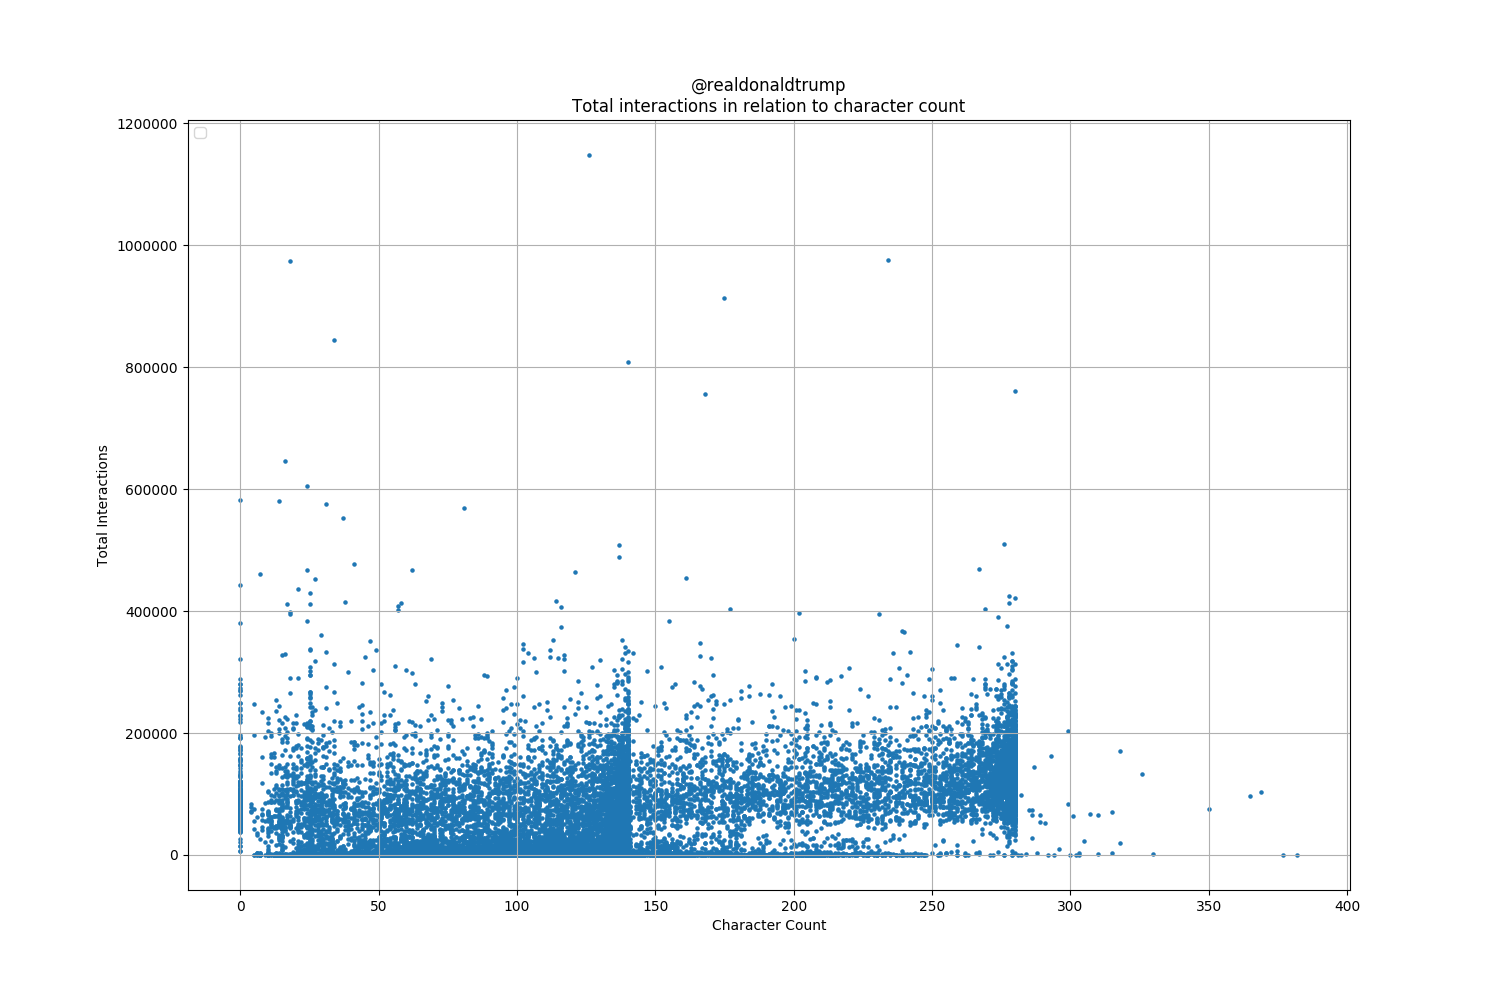 @realdonaldtrump
Total interactions in relation to character count
1200000
1000000
800000
600000
400000
200000
0
Total Interactions
0 50 100 150 200 250 300 350 400
Character Count